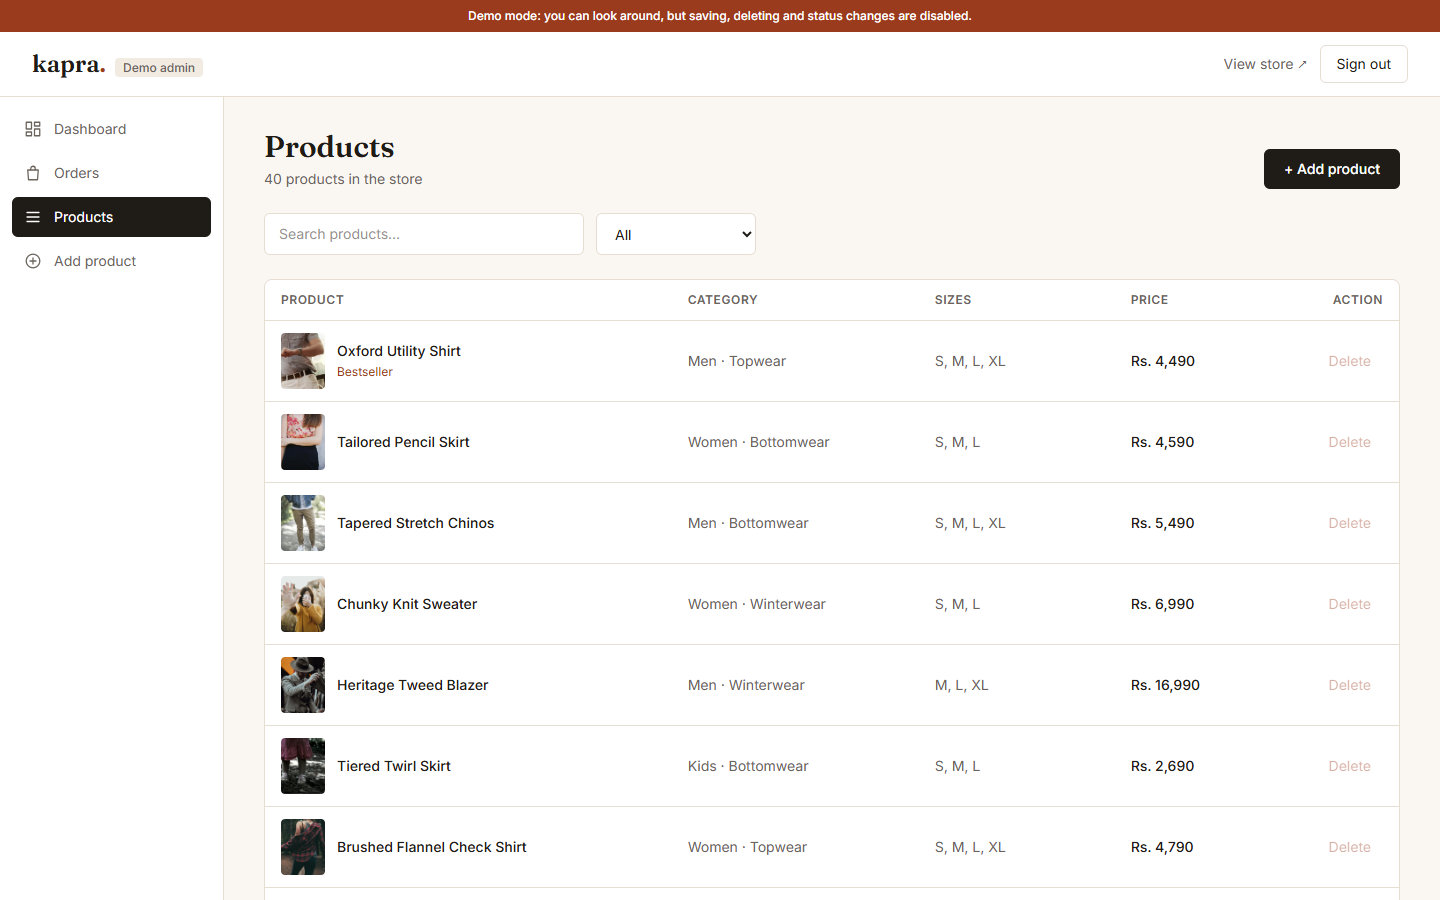 Demo mode: you can look around, but saving, deleting and status changes are disabled.
kapra. Demo admin View store ↗ Sign out
Dashboard
Orders
Products
Add product
Products
40 products in the store
+ Add product
Search products... All
PRODUCT CATEGORY SIZES PRICE ACTION
Oxford Utility Shirt Men · Topwear S, M, L, XL Rs. 4,490 Delete
Bestseller
Tailored Pencil Skirt Women · Bottomwear S, M, L Rs. 4,590 Delete
Tapered Stretch Chinos Men · Bottomwear S, M, L, XL Rs. 5,490 Delete
Chunky Knit Sweater Women · Winterwear S, M, L Rs. 6,990 Delete
Heritage Tweed Blazer Men · Winterwear M, L, XL Rs. 16,990 Delete
Tiered Twirl Skirt Kids · Bottomwear S, M, L Rs. 2,690 Delete
Brushed Flannel Check Shirt Women · Topwear S, M, L, XL Rs. 4,790 Delete